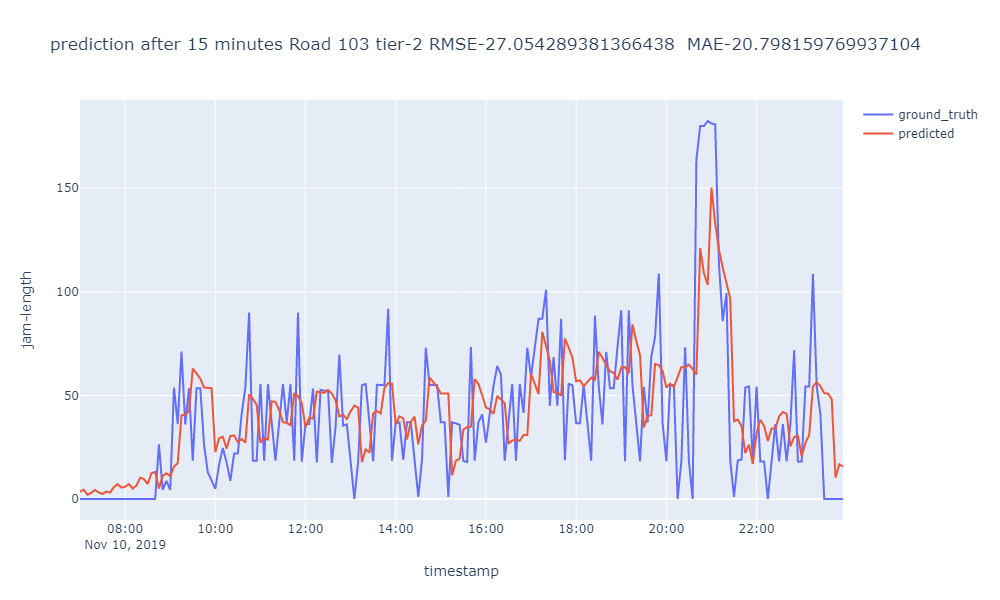 prediction after 15 minutes Road 103 tier-2 RMSE-27.054289381366438  MAE-20.798159769937104
ground_truth
predicted
jam-length
150
100
50
0
08:00 10:00 12:00 14:00 16:00 18:00 20:00 22:00
Nov 10, 2019
timestamp